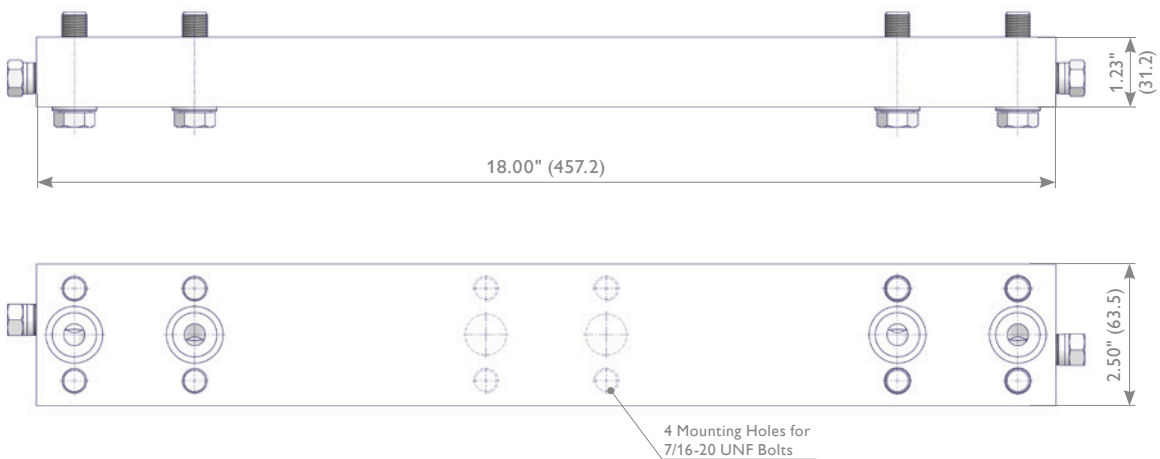 1.23"
(31.2)
18.00" (457.2)
2.50" (63.5)
4 Mounting Holes for
7/16-20 UNF Bolts